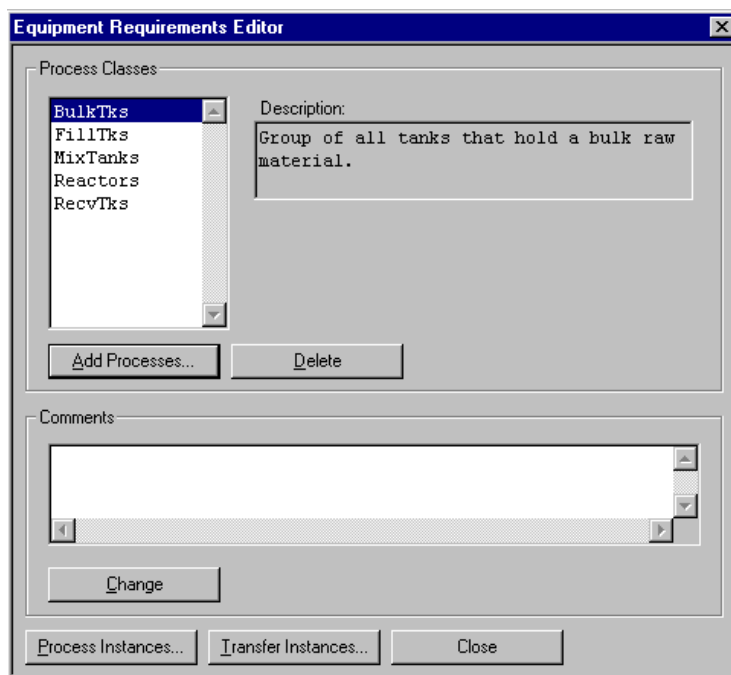 Equipment Requirements Editor
Process Classes
BulkTks
FillTks
MixTanks
Reactors
RecvTks
Description:
Group of all tanks that hold a bulk raw
material.
Add Processes...
Delete
Comments
Change
Process Instances...
Transfer Instances...
Close